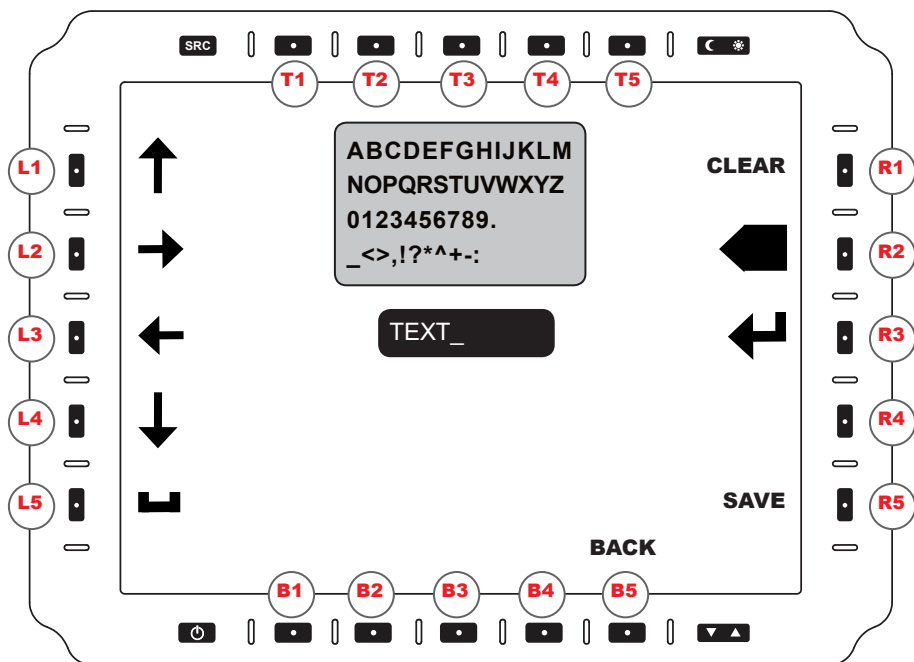 SRC
T1 T2 T3 T4 T5
L1
L2
L3
L4
L5
ABCDEFGHIJKLM
NOPQRSTUVWXYZ
0123456789.
_<>,!?*^+-:
TEXT_
CLEAR
SAVE
BACK
R1
R2
R3
R4
R5
B1 B2 B3 B4 B5